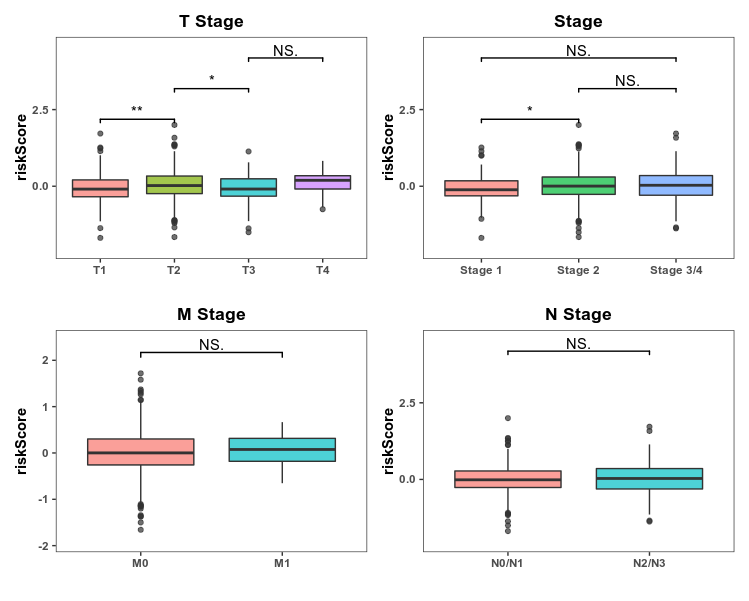 T Stage
NS.
*
**
2.5
0.0
riskScore
T1 T2 T3 T4
Stage
NS.
NS.
*
2.5
0.0
riskScore
Stage 1 Stage 2 Stage 3/4
M Stage
NS.
2
1
0
-1
-2
riskScore
M0 M1
N Stage
NS.
2.5
0.0
riskScore
N0/N1 N2/N3